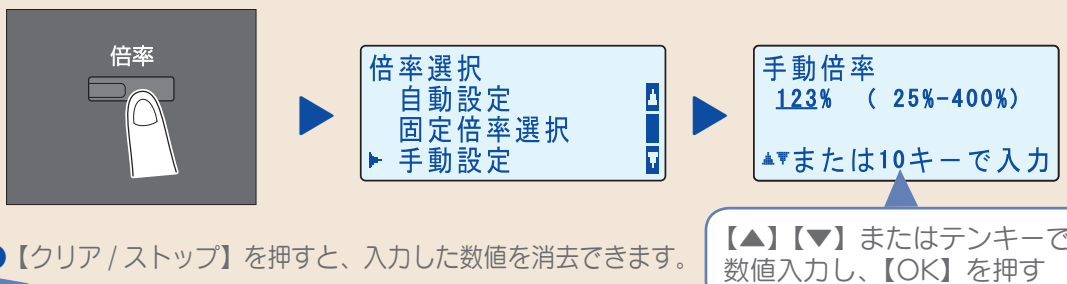 倍率
倍率選択
自動設定
固定倍率選択
手動設定
手動倍率
123% ( 25%-400%)
▲▼または10キーで入力
●【クリア / ストップ】を押すと、入力した数値を消去できます。
【▲】【▼】またはテンキーで
数値入力し、【OK】を押す